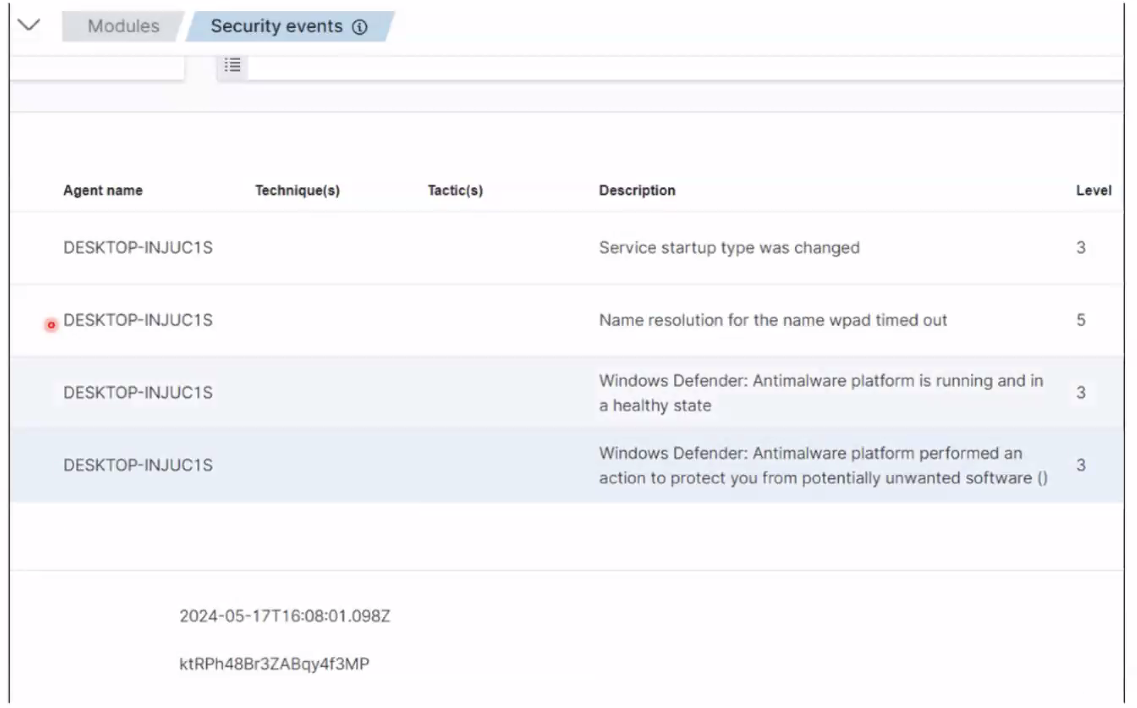 Modules Security events
Agent name Technique(s) Tactic(s) Description Level
DESKTOP-INJUC1S Service startup type was changed 3
DESKTOP-INJUC1S Name resolution for the name wpad timed out 5
Windows Defender: Antimalware platform is running and in
DESKTOP-INJUC1S 3
a healthy state
Windows Defender: Antimalware platform performed an
DESKTOP-INJUC1S 3
action to protect you from potentially unwanted software ()
2024-05-17T16:08:01.098Z
ktRPh48Br3ZABqy4f3MP